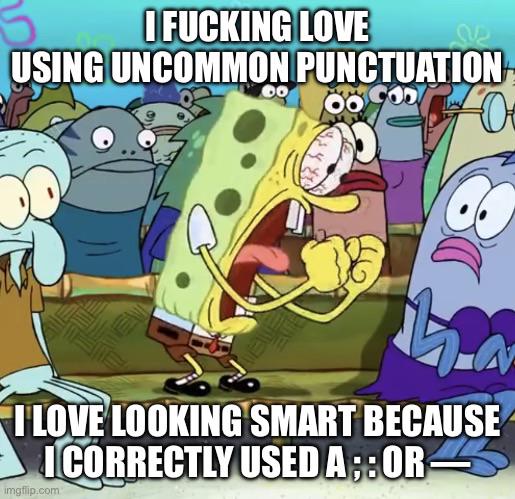 I FUCKING LOVE
USING UNCOMMON PUNCTUATION
I LOVE LOOKING SMART BECAUSE
I CORRECTLY USED A ; : OR —
imgflip.com